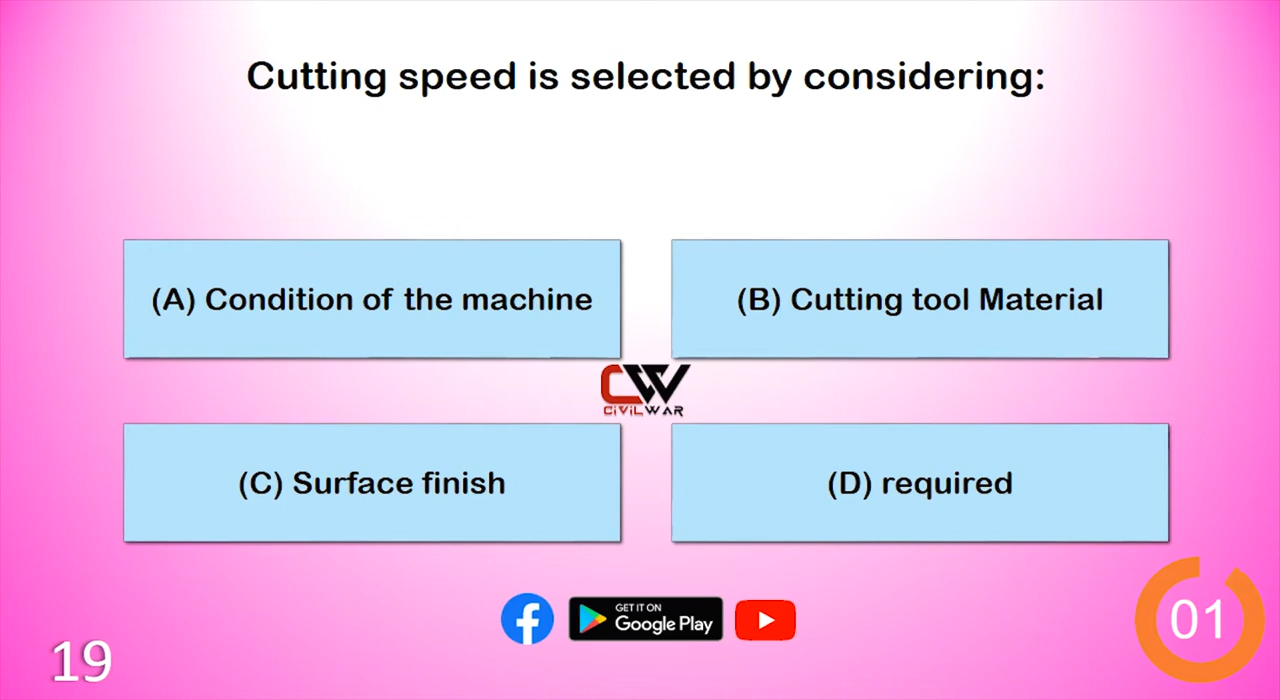 Cutting speed is selected by considering:
(A) Condition of the machine
(B) Cutting tool Material
CW
CiViLWAR
(C) Surface finish
(D) required
GET IT ON
Google Play
01
19